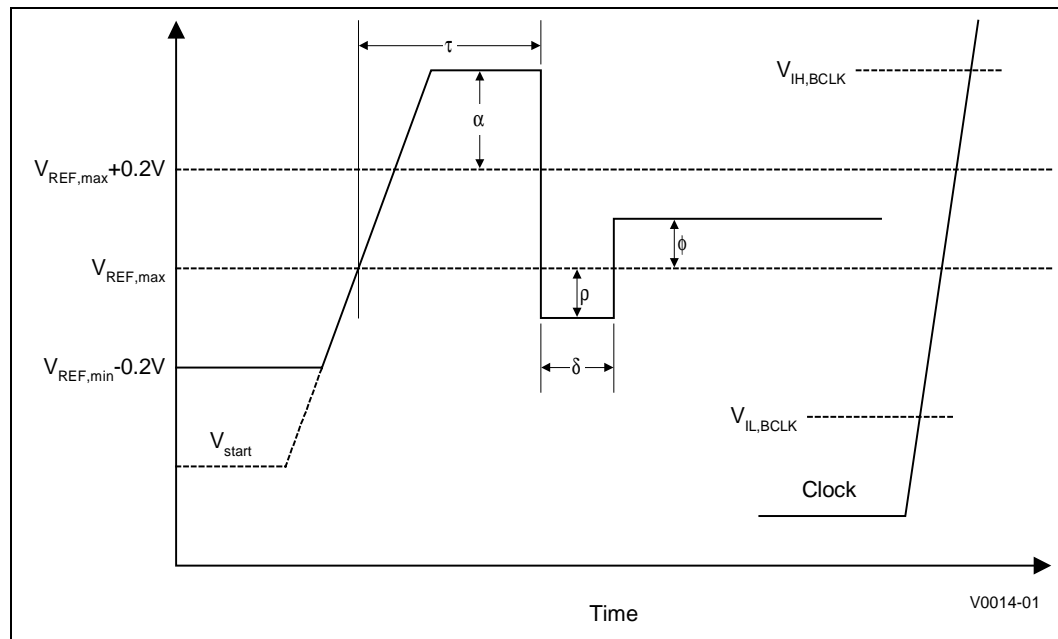 τ
V_IH,BCLK
α
V_REF,max+0.2V
ϕ
V_REF,max
ρ
V_REF,min-0.2V
δ
V_IL,BCLK
V_start
Clock
Time
V0014-01